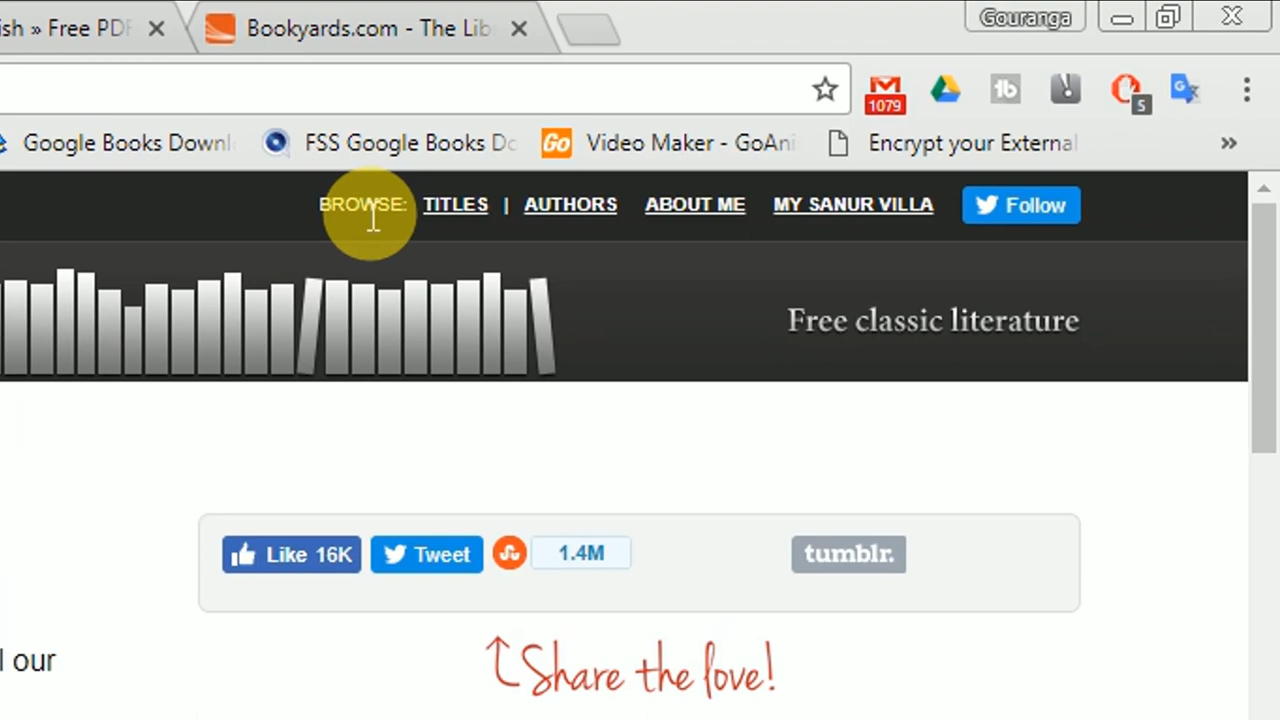 ish » Free PDF
Bookyards.com - The Lib
Gouranga
1079
5
Google Books Downl
FSS Google Books Do
Go
Video Maker - GoAni
Encrypt your External
»
BROWSE: TITLES | AUTHORS ABOUT ME MY SANUR VILLA Follow
Free classic literature
Like 16K Tweet 1.4M tumblr.
Share the love!
l our